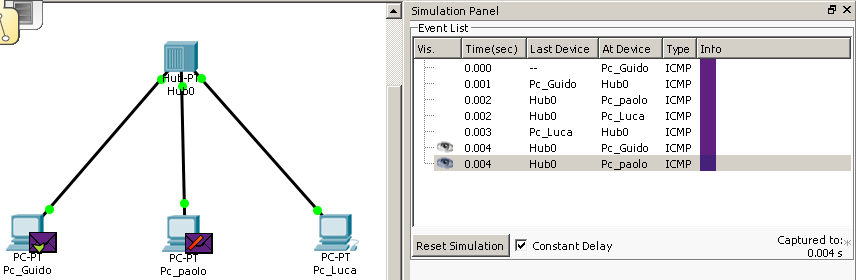 Hub-PT
Hub0
PC-PT
Pc_Guido
PC-PT
Pc_paolo
PC-PT
Pc_Luca
Simulation Panel
Event List
Vis. Time(sec) Last Device At Device Type Info
0.000 -- Pc_Guido ICMP
0.001 Pc_Guido Hub0 ICMP
0.002 Hub0 Pc_paolo ICMP
0.002 Hub0 Pc_Luca ICMP
0.003 Pc_Luca Hub0 ICMP
0.004 Hub0 Pc_Guido ICMP
0.004 Hub0 Pc_paolo ICMP
Reset Simulation Constant Delay Captured to:
0.004 s